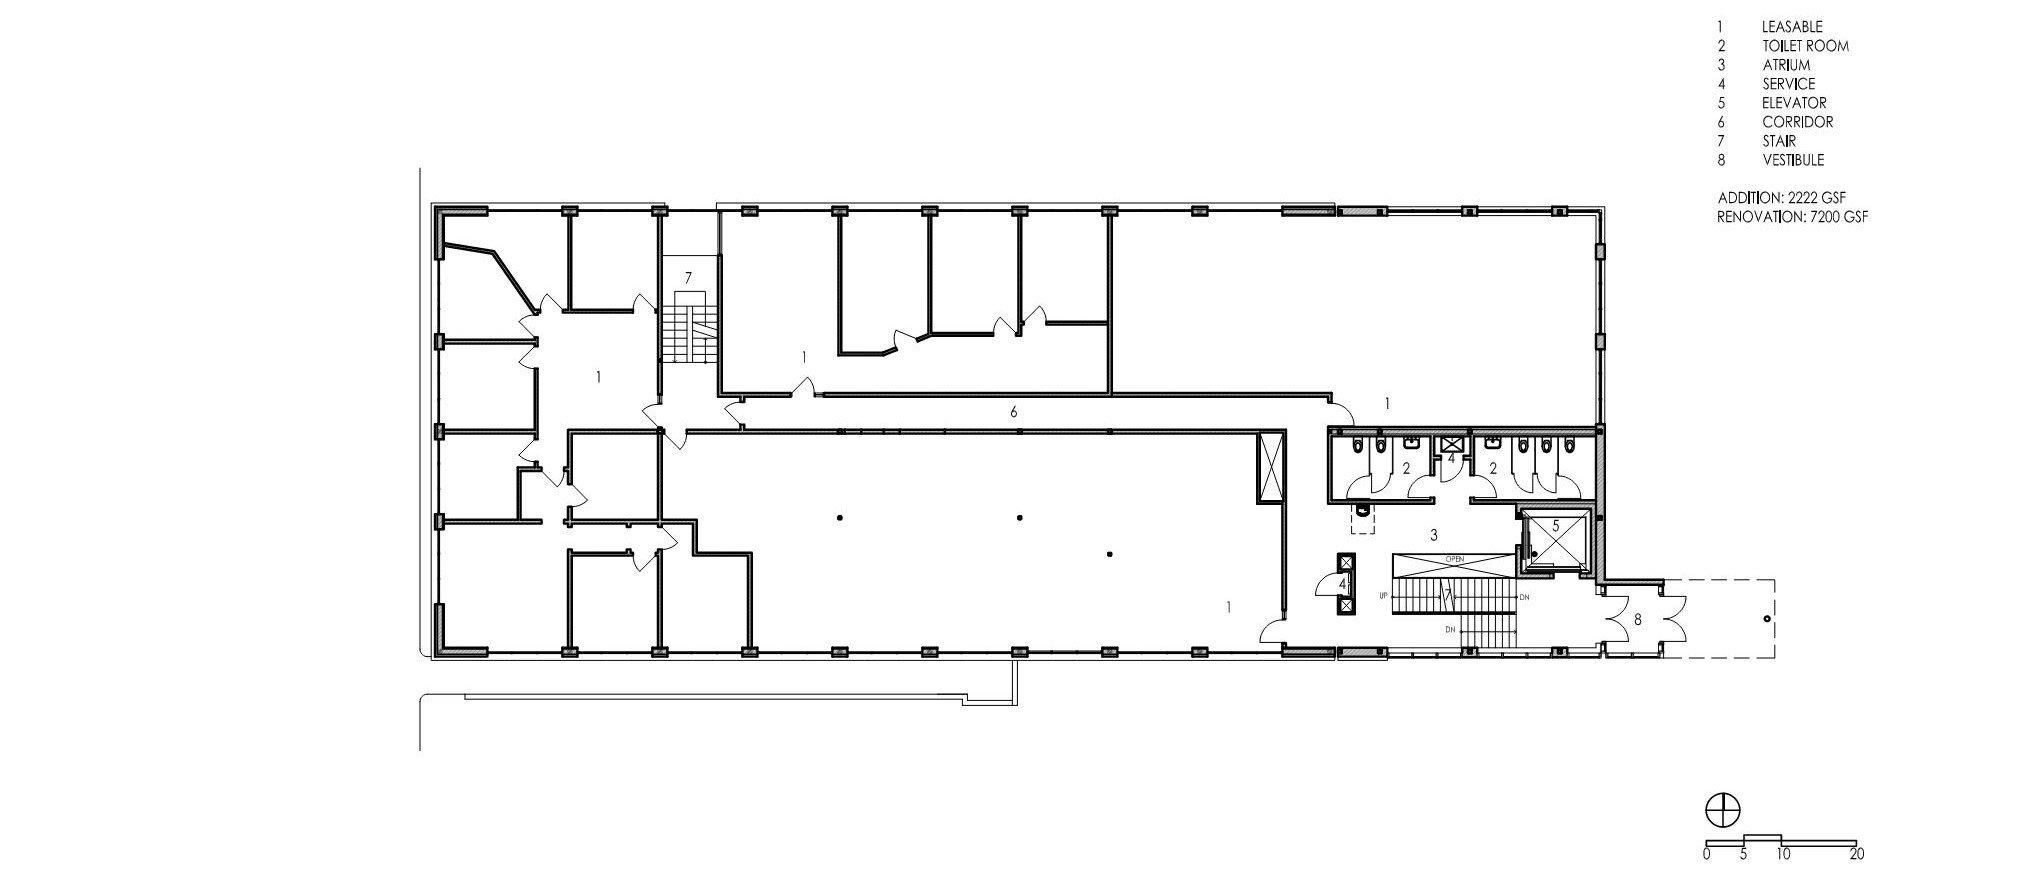 1 LEASABLE
2 TOILET ROOM
3 ATRIUM
4 SERVICE
5 ELEVATOR
6 CORRIDOR
7 STAIR
8 VESTIBULE
ADDITION: 2222 GSF
RENOVATION: 7200 GSF
7
1
1
6
1
2
4
2
3
5
OPEN
4
UP
7
DN
1
DN
8
0 5 10 20